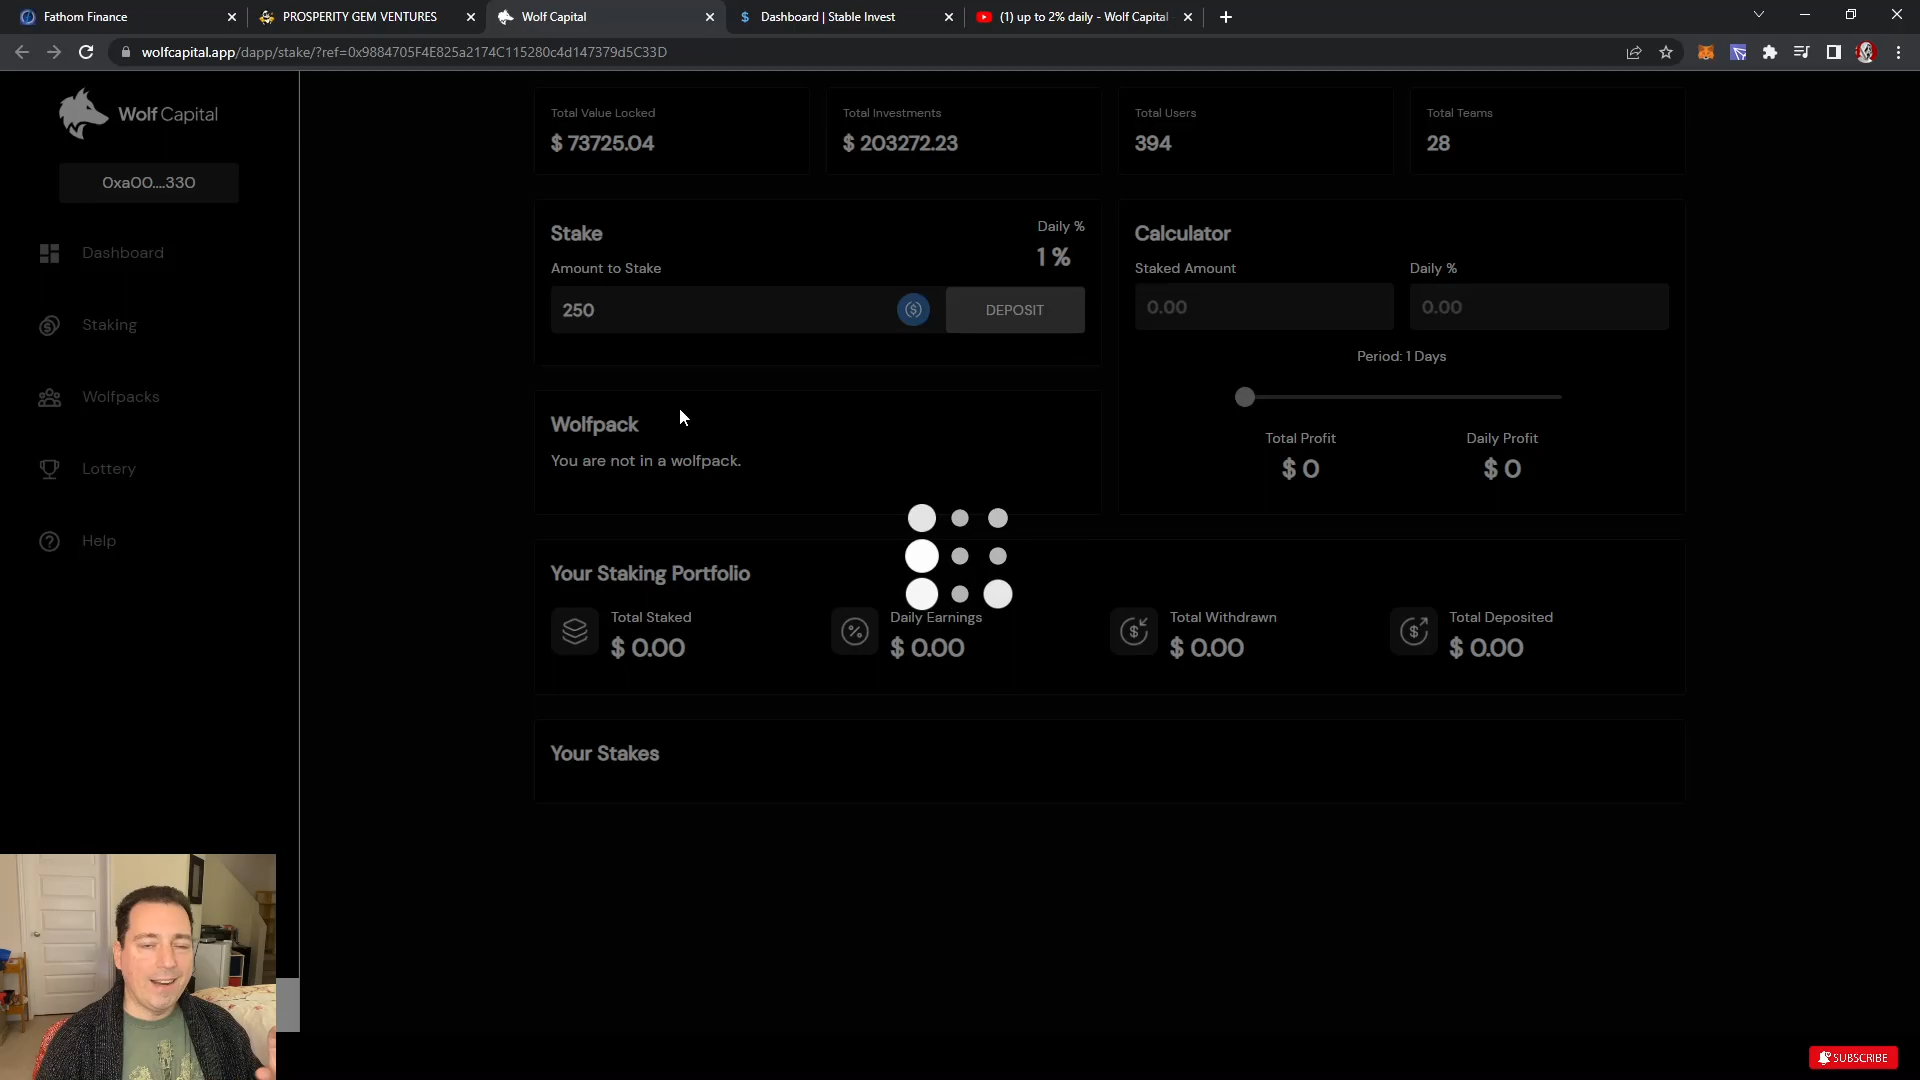 Fathom Finance
PROSPERITY GEM VENTURES
Wolf Capital
Dashboard | Stable Invest
(1) up to 2% daily - Wolf Capital
wolfcapital.app/dapp/stake/?ref=0x9884705F4E825a2174C115280c4d147379d5C33D
Wolf Capital
0xa00....330
Dashboard
Staking
Wolfpacks
Lottery
Help
Total Value Locked
$ 73725.04
Total Investments
$ 203272.23
Total Users
394
Total Teams
28
Stake
Daily %
1 %
Amount to Stake
250
DEPOSIT
Calculator
Staked Amount
Daily %
0.00
0.00
Period: 1 Days
Total Profit
Daily Profit
$ 0
$ 0
Wolfpack
You are not in a wolfpack.
Your Staking Portfolio
Total Staked
$ 0.00
Daily Earnings
$ 0.00
Total Withdrawn
$ 0.00
Total Deposited
$ 0.00
Your Stakes
SUBSCRIBE